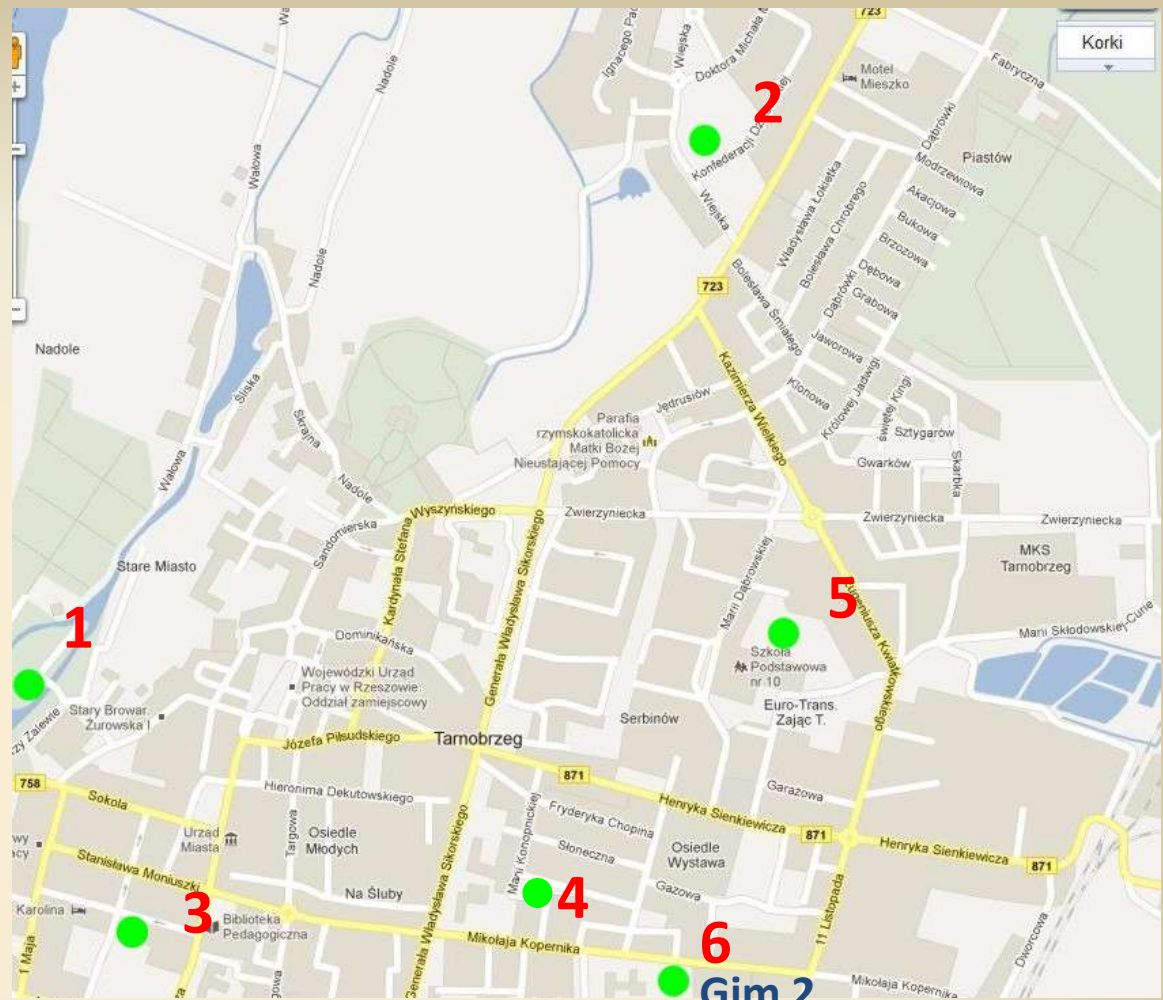 723
Korki
Wiejska
Doktora Michała
Fabryczna
Motel
Mieszko
Nadole
Wałowa
2
Konfederacji
Dąbrówki
Piastów
Modrzewiowa
Władysława Łokietka
Bolesława Chrobrego
Akacjowa
Bukowa
Wiejska
Brzozowa
Nadole
Dębowa
Bolesława Śmiałego
Dąbrówki
Grabowa
723
Nadole
Jaworowa
Śliska
Kazimierza Wielkiego
Klonowa
Królowej Jadwigi
świętej Kingi
Jędrusiów
Skrajna
Parafia
rzymskokatolicka
Matki Bożej
Nieustającej Pomocy
Sztygarów
Wałowa
Gwarków
Skarbka
Nadole
Wyszyńskiego
Zwierzyniecka
Zwierzyniecka
Zwierzyniecka
Sandomierska
Kardynała Stefana
Generała Władysława Sikorskiego
Marii Dąbrowskiej
MKS
Tarnobrzeg
Stare Miasto
5
Eugeniusza Kwiatkowskiego
1
Dominikańska
Marii Skłodowskiej-Curie
Szkoła
Podstawowa
nr 10
Wojewódzki Urząd
Pracy w Rzeszowie.
Oddział zamiejscowy
Stary Browar.
Żurowska I
Euro-Trans.
Zając T.
Serbinów
Józefa Piłsudskiego
Tarnobrzeg
871
758
Sokola
Hieronima Dekutowskiego
Garażowa
Henryka Sienkiewicza
871
Henryka Sienkiewicza
871
Fryderyka Chopina
Marii Konopnickiej
Słoneczna
Osiedle
Wystawa
Urząd
Miasta
Targowa
Osiedle
Młodych
Generała Władysława Sikorskiego
Stanisława Moniuszki
Na Śluby
Gazowa
Karolina
3
Biblioteka
Pedagogiczna
4
Mikołaja Kopernika
6
11 Listopada
Dworcowa
1 Maja
Mikołaja Kopernika
Gim 2